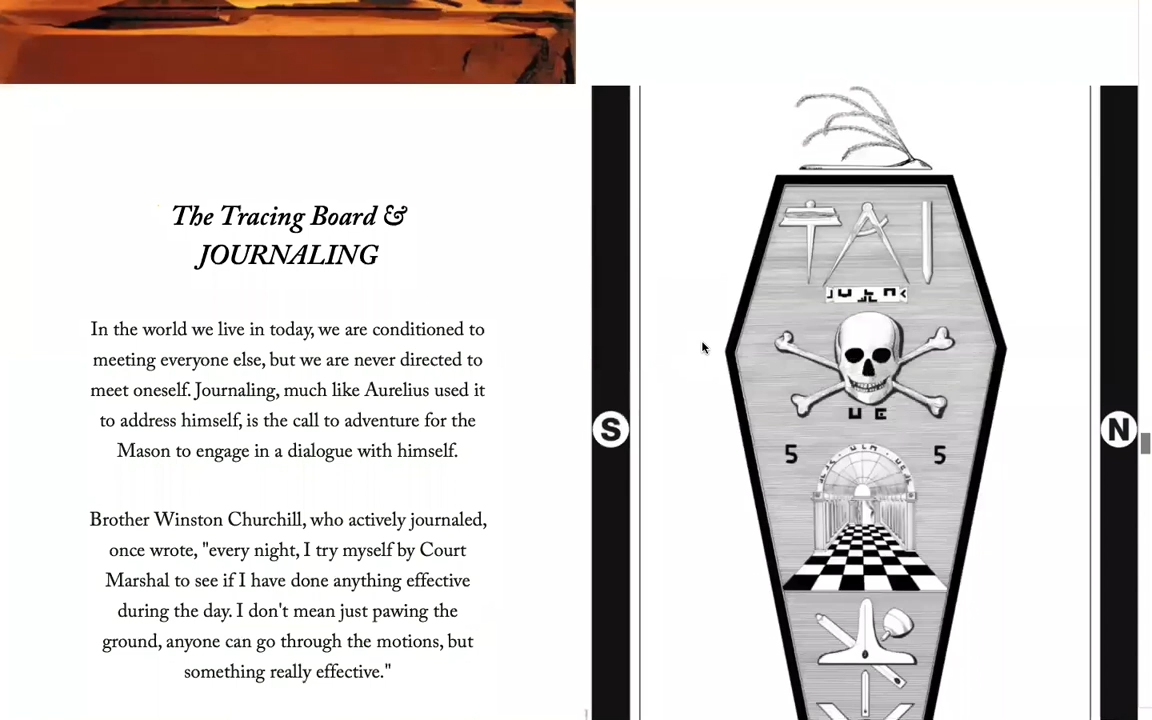 The Tracing Board &
JOURNALING
In the world we live in today, we are conditioned to
meeting everyone else, but we are never directed to
meet oneself. Journaling, much like Aurelius used it
to address himself, is the call to adventure for the
Mason to engage in a dialogue with himself.
Brother Winston Churchill, who actively journaled,
once wrote, "every night, I try myself by Court
Marshal to see if I have done anything effective
during the day. I don't mean just pawing the
ground, anyone can go through the motions, but
something really effective."
S
N
5 5